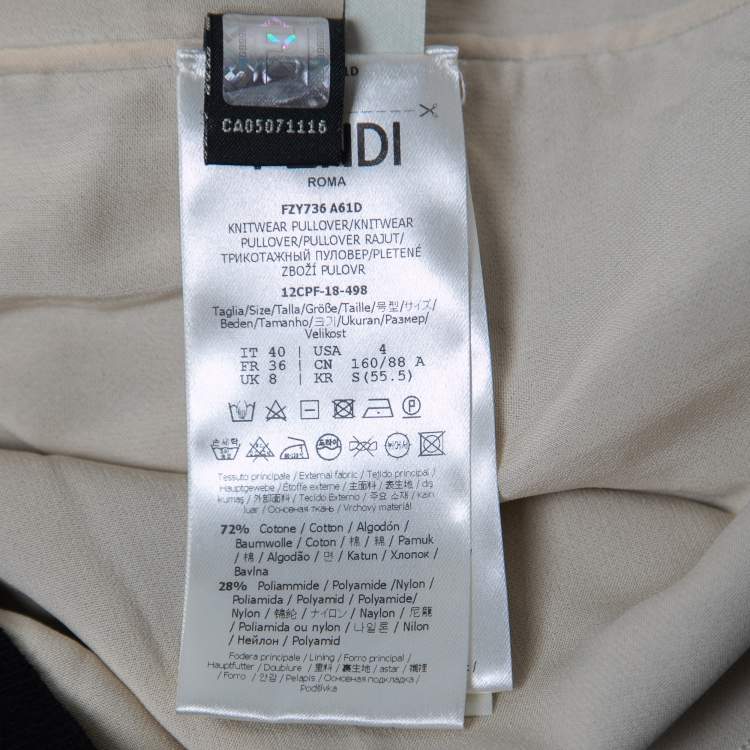 CA05071116
ROMA
FZY736 A61D
KNITWEAR PULLOVER/KNITWEAR
PULLOVER/PULLOVER RAJUT/
ТРИКОТАЖНЫЙ ПУЛОВЕР/PLETENÉ
ZBOŽÍ PULOVR
12CPF-18-498
Taglia/Size/Talla/Größe/Taille/号型/サイズ/
Beden/Tamanho/크기/Ukuran/Размер/
Velikost
IT 40 | USA 4
FR 36 | CN 160/88 A
UK 8 | KR S(55.5)
손세탁 드라이
Tessuto principale / External fabric / Tejido principal /
Hauptgewebe / Étoffe externe / 主面料 / 表生地 / dış
kumaş / 外部面料 / Tecido Externo / 주요 소재 / kain
luar / Основная ткань / Vrchový materiál
72% Cotone / Cotton / Algodón /
Baumwolle / Coton / 棉 / 綿 / Pamuk
/ 棉 / Algodão / 면 / Katun / Хлопок /
Bavlna
28% Poliammide / Polyamide /Nylon /
Poliamida / Polyamid / Polyamide/
Nylon / 锦纶 / ナイロン / Naylon / 尼龍
/ Poliamida ou nylon / 나일론 / Nilon
/ Нейлон / Polyamid
Fodera principale / Lining / Forro principal /
Hauptfutter / Doublure / 里料 / 裏生地 / astar / 襯裡
/ Forro / 안감 / Pelapis / Основная подкладка /
Podšívka